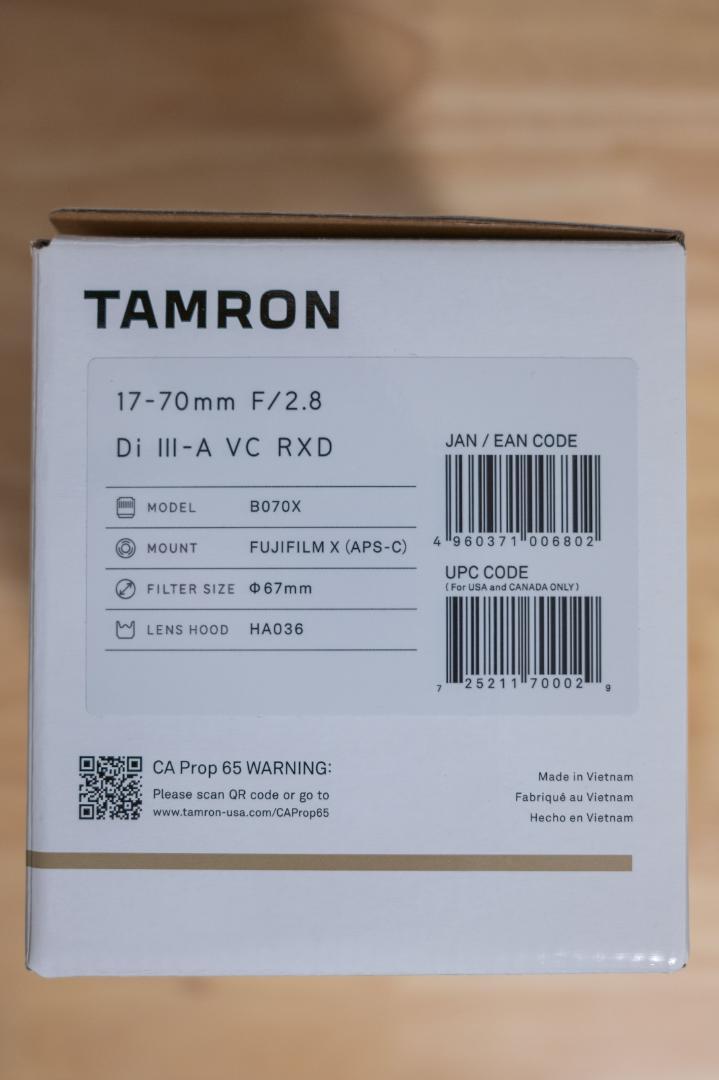 TAMRON
17-70mm F/2.8
Di III-A VC RXD
MODEL B070X
MOUNT FUJIFILM X (APS-C)
FILTER SIZE Φ67mm
LENS HOOD HA036
JAN / EAN CODE
4 960371 006802
UPC CODE
(For USA and CANADA ONLY)
7 25211 70002 9
CA Prop 65 WARNING:
Please scan QR code or go to
www.tamron-usa.com/CAProp65
Made in Vietnam
Fabriqué au Vietnam
Hecho en Vietnam